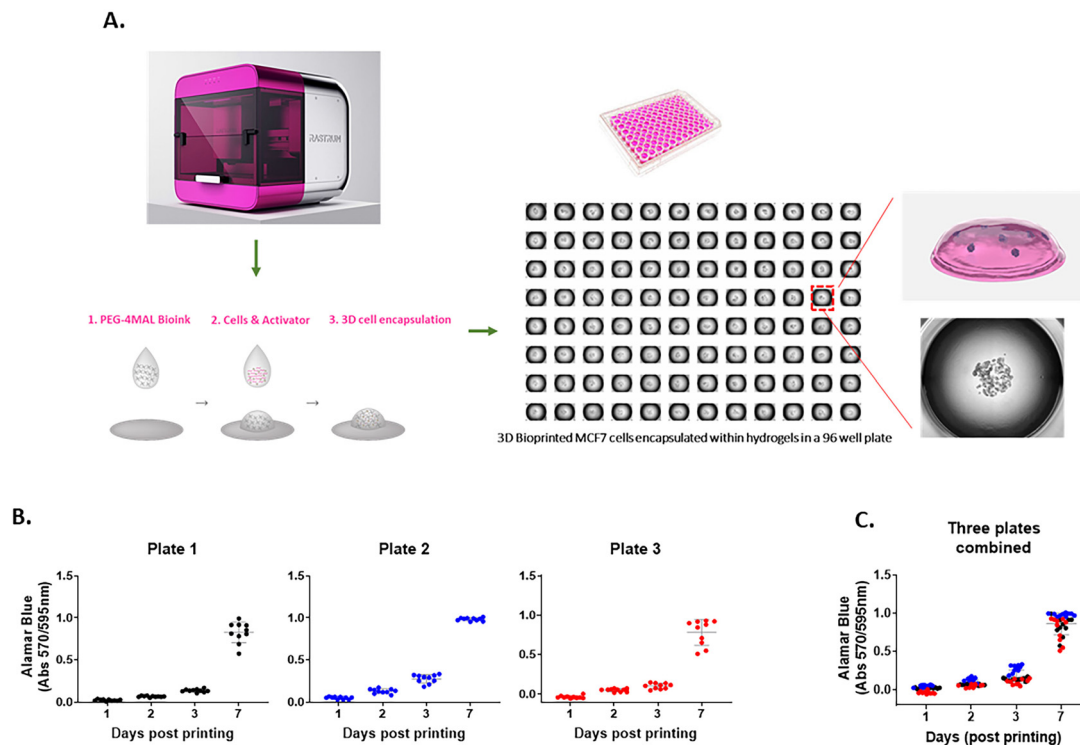 A.
RASTRUM
1. PEG-4MAL Bioink
2. Cells & Activator
3. 3D cell encapsulation
3D Bioprinted MCF7 cells encapsulated within hydrogels in a 96 well plate
B.
Plate 1
Alamar Blue
(Abs 570/595nm)
1.5
1.0
0.5
0.0
1 2 3 7
Days post printing
Plate 2
1.5
1.0
0.5
0.0
1 2 3 7
Days post printing
Plate 3
1.5
1.0
0.5
0.0
1 2 3 7
Days post printing
C.
Three plates
combined
Alamar Blue
(Abs 570/595nm)
1.5
1.0
0.5
0.0
1 2 3 7
Days (post printing)